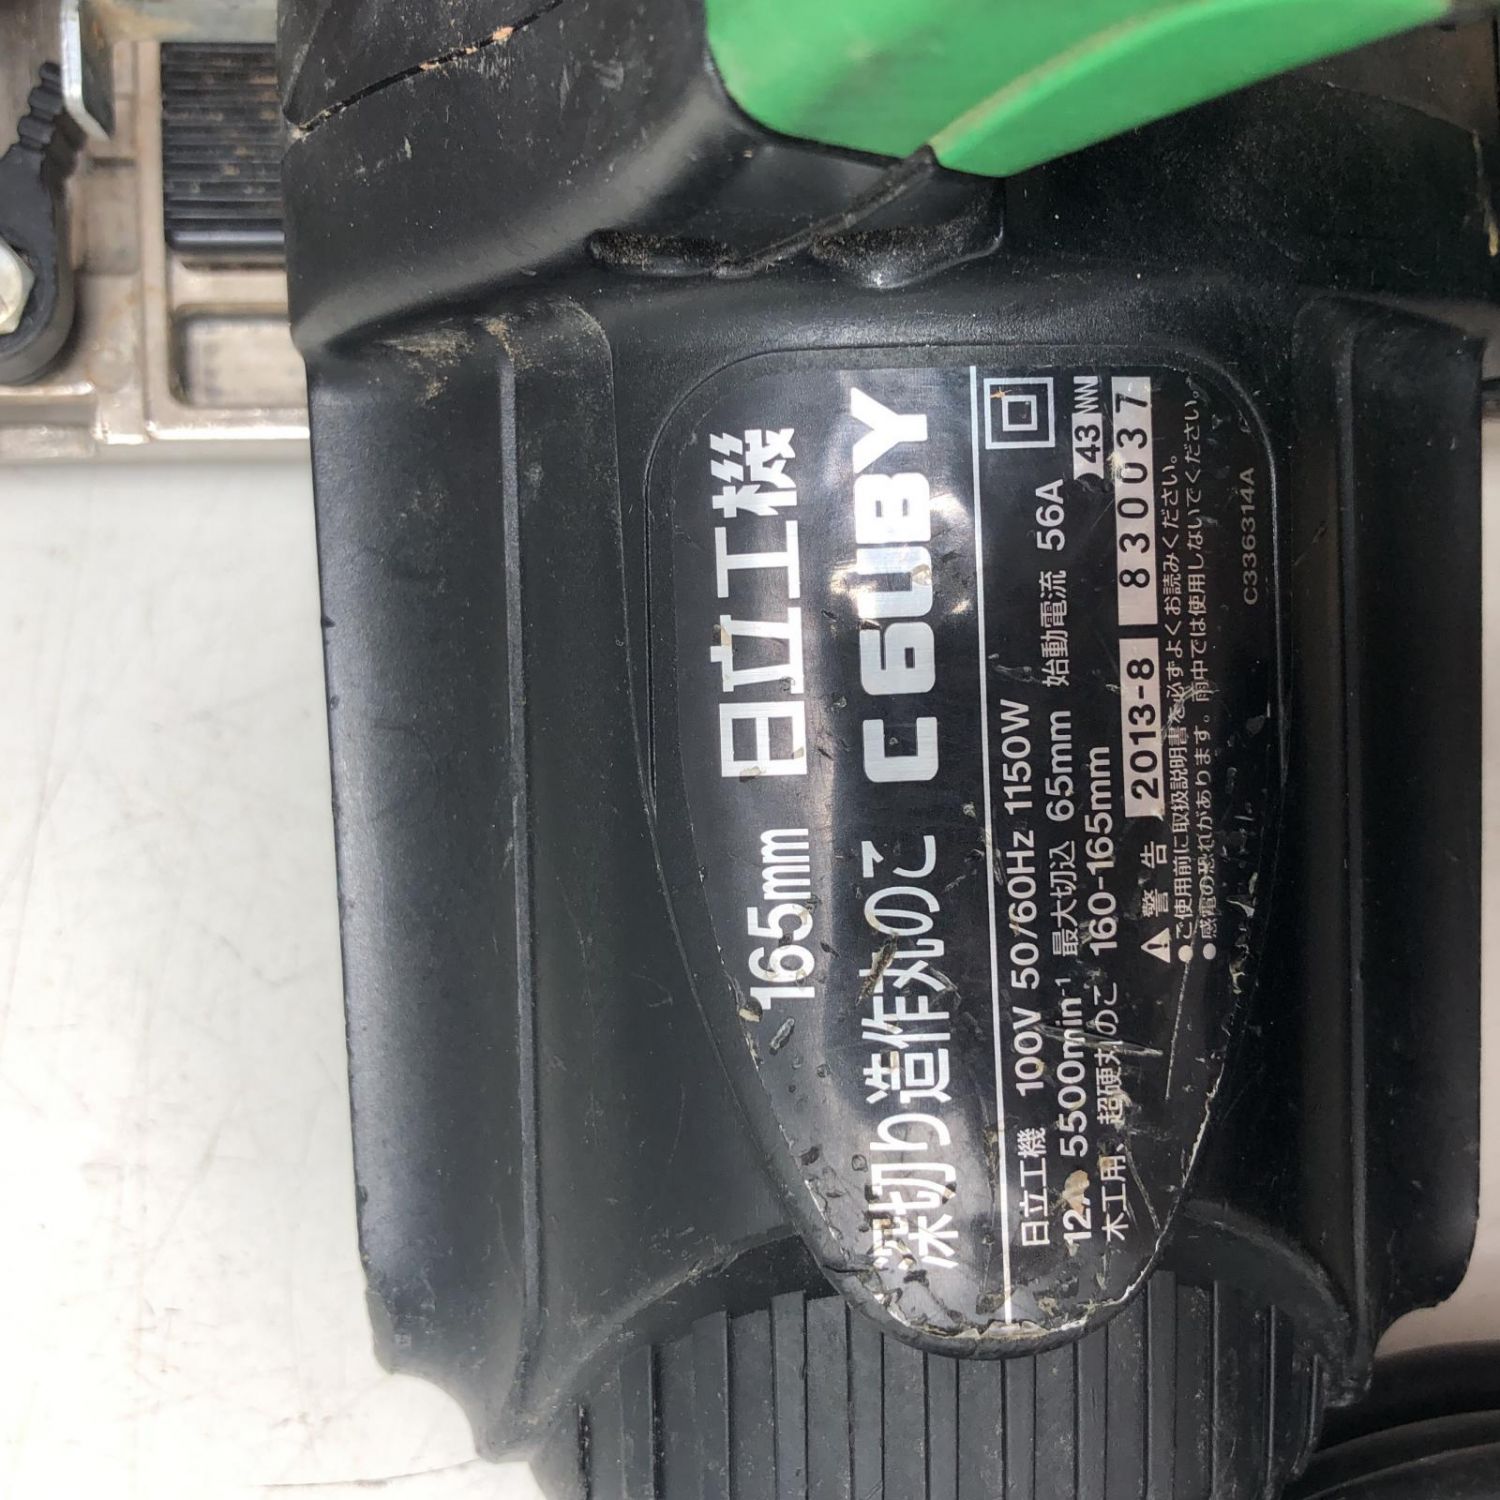 165mm 日立工機
深切り造作丸のこ C 6UBY
日立工機 100V 50/60Hz 1150W
12A 5500min-1 最大切込 65mm 始動電流 56A
木工用、超硬丸のこ 160-165mm 43 NNN
警告 2013-8 830037
●ご使用前に取扱説明書を必ずよくお読みください。
●感電の恐れがあります。雨中では使用しないでください。
C336314A